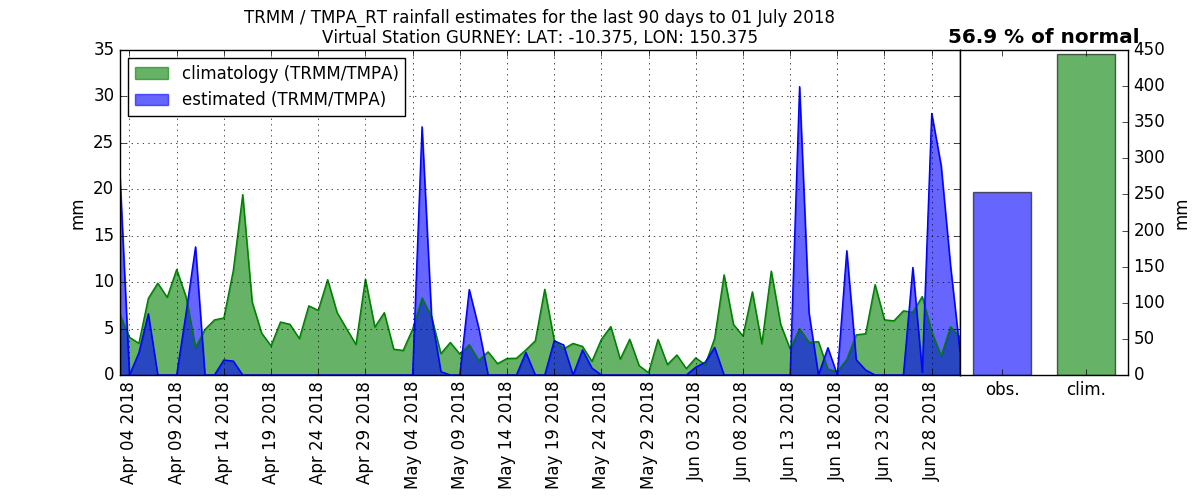 TRMM / TMPA_RT rainfall estimates for the last 90 days to 01 July 2018
Virtual Station GURNEY: LAT: -10.375, LON: 150.375
56.9 % of normal
climatology (TRMM/TMPA)
estimated (TRMM/TMPA)
35
30
25
20
15
10
5
0
mm
Apr 04 2018
Apr 09 2018
Apr 14 2018
Apr 19 2018
Apr 24 2018
Apr 29 2018
May 04 2018
May 09 2018
May 14 2018
May 19 2018
May 24 2018
May 29 2018
Jun 03 2018
Jun 08 2018
Jun 13 2018
Jun 18 2018
Jun 23 2018
Jun 28 2018
obs.
clim.
450
400
350
300
250
200
150
100
50
0
mm